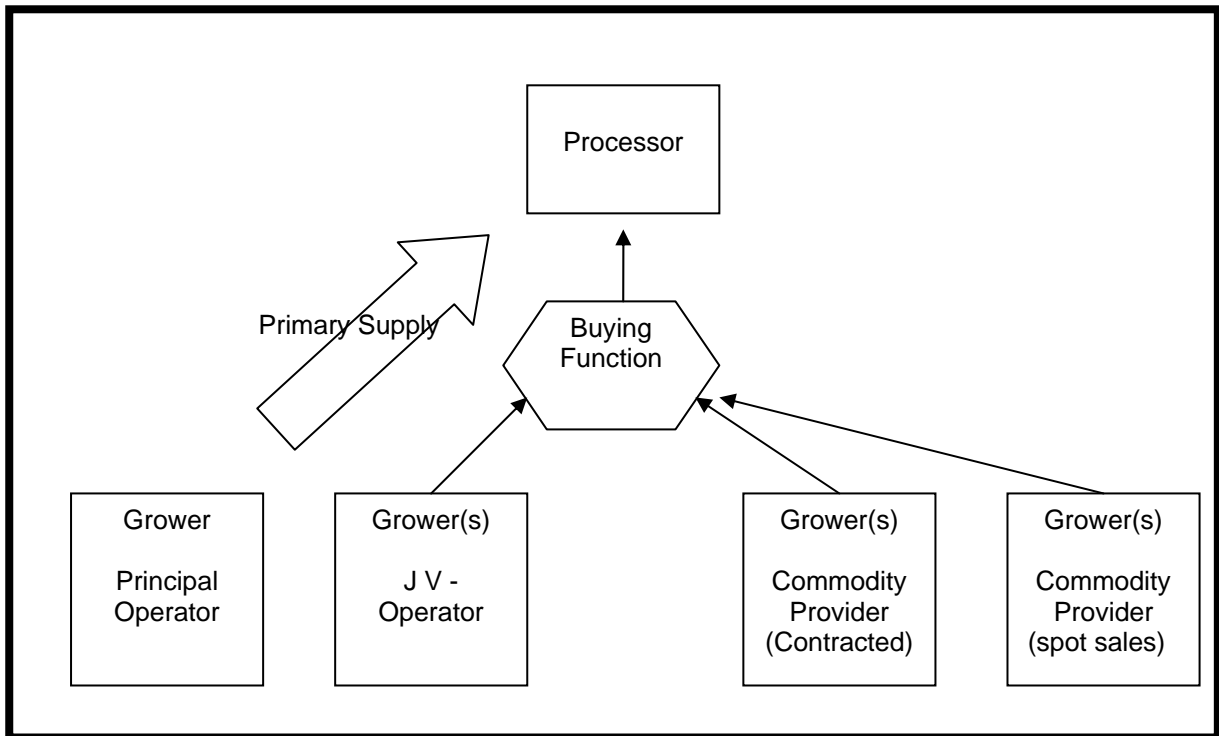 Processor
Primary Supply
Buying
Function
Grower
Principal
Operator
Grower(s)
J V -
Operator
Grower(s)
Commodity
Provider
(Contracted)
Grower(s)
Commodity
Provider
(spot sales)